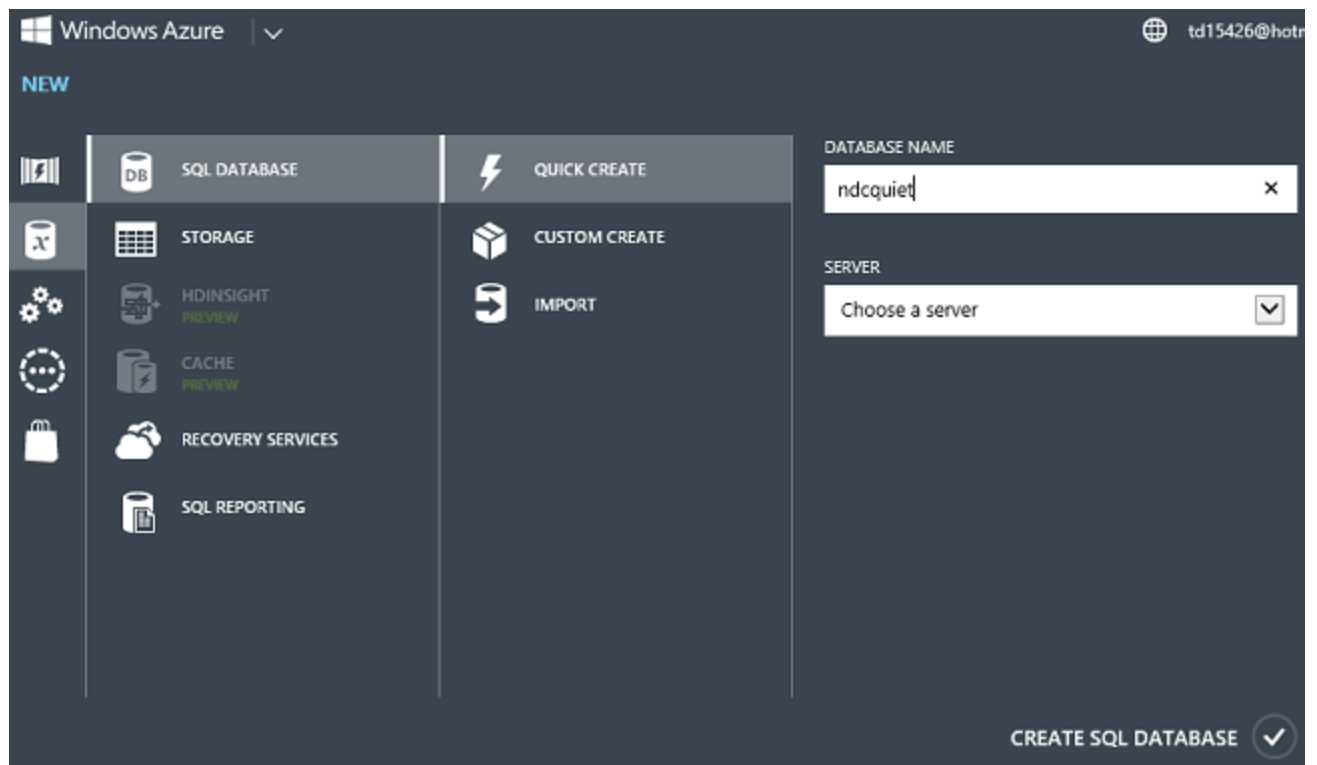 Windows Azure
td15426@hotr
NEW
DB
SQL DATABASE
x
STORAGE
HDINSIGHT
PREVIEW
CACHE
PREVIEW
RECOVERY SERVICES
SQL REPORTING
QUICK CREATE
CUSTOM CREATE
IMPORT
DATABASE NAME
ndcquiet
SERVER
Choose a server
CREATE SQL DATABASE